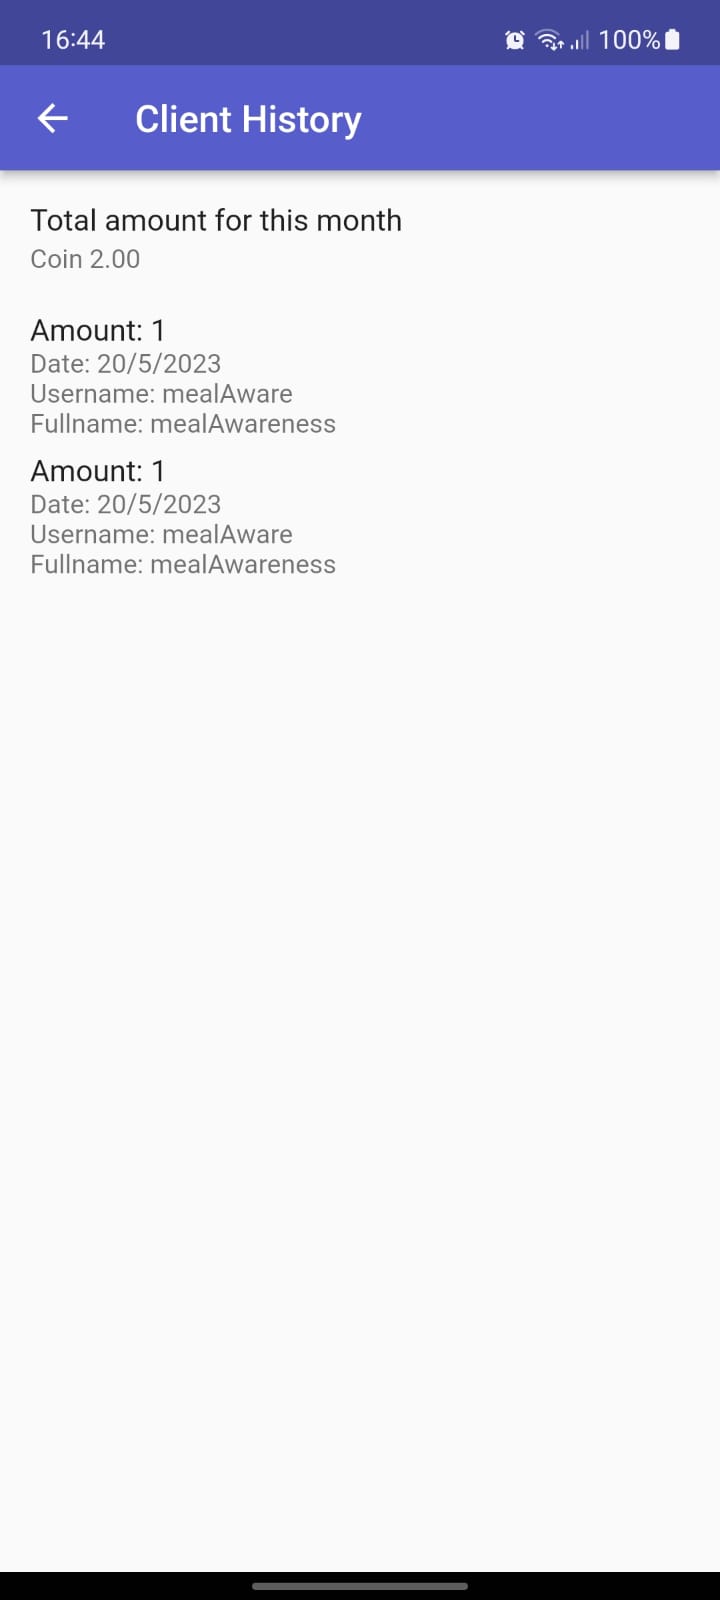 16:44
100%
Client History
Total amount for this month
Coin 2.00
Amount: 1
Date: 20/5/2023
Username: mealAware
Fullname: mealAwareness
Amount: 1
Date: 20/5/2023
Username: mealAware
Fullname: mealAwareness